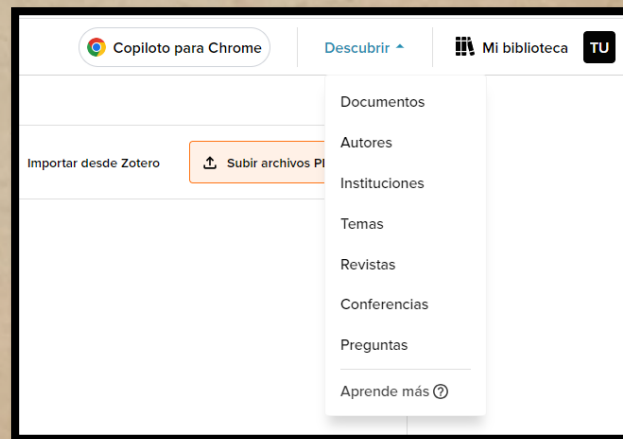 Copiloto para Chrome
Descubrir
Mi biblioteca
TU
Documentos
Autores
Importar desde Zotero
Subir archivos
Instituciones
Temas
Revistas
Conferencias
Preguntas
Aprende más